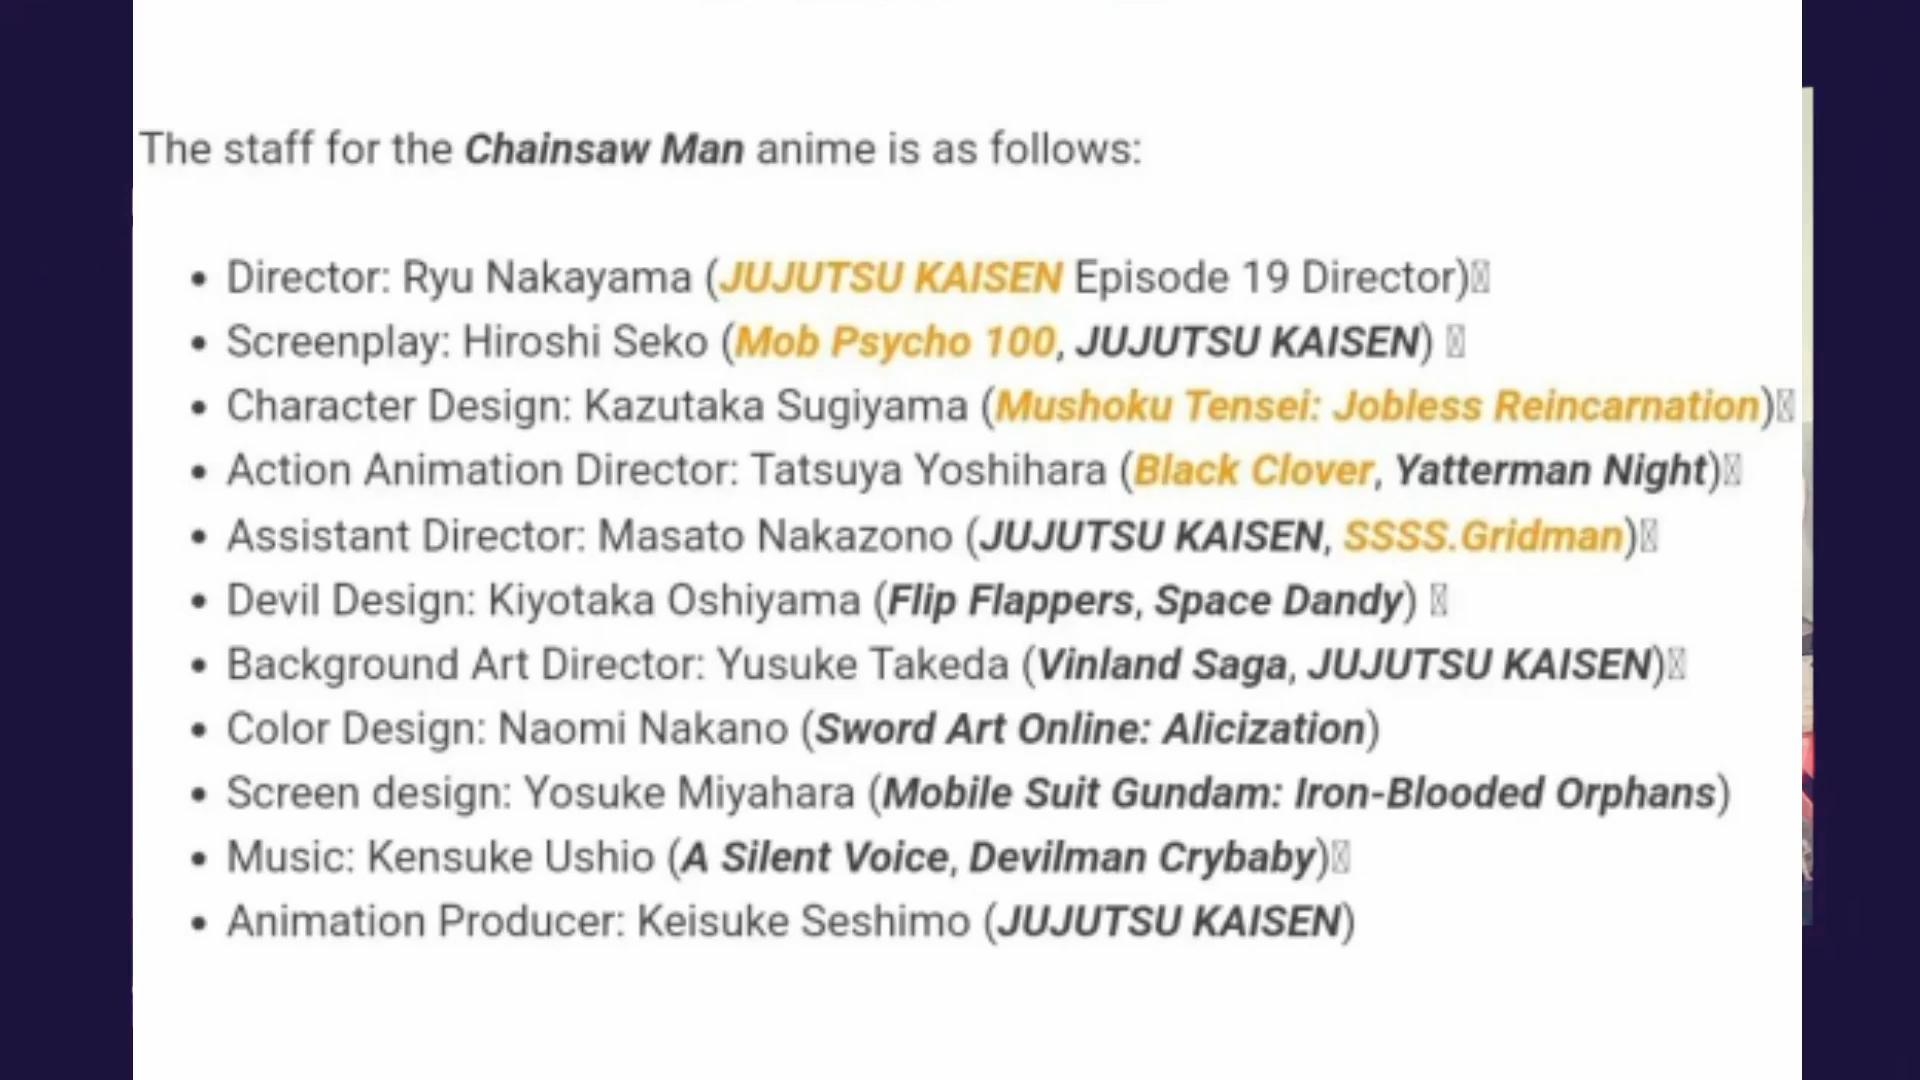 The staff for the Chainsaw Man anime is as follows:
• Director: Ryu Nakayama (JUJUTSU KAISEN Episode 19 Director)
• Screenplay: Hiroshi Seko (Mob Psycho 100, JUJUTSU KAISEN)
• Character Design: Kazutaka Sugiyama (Mushoku Tensei: Jobless Reincarnation)
• Action Animation Director: Tatsuya Yoshihara (Black Clover, Yatterman Night)
• Assistant Director: Masato Nakazono (JUJUTSU KAISEN, SSSS.Gridman)
• Devil Design: Kiyotaka Oshiyama (Flip Flappers, Space Dandy)
• Background Art Director: Yusuke Takeda (Vinland Saga, JUJUTSU KAISEN)
• Color Design: Naomi Nakano (Sword Art Online: Alicization)
• Screen design: Yosuke Miyahara (Mobile Suit Gundam: Iron-Blooded Orphans)
• Music: Kensuke Ushio (A Silent Voice, Devilman Crybaby)
• Animation Producer: Keisuke Seshimo (JUJUTSU KAISEN)